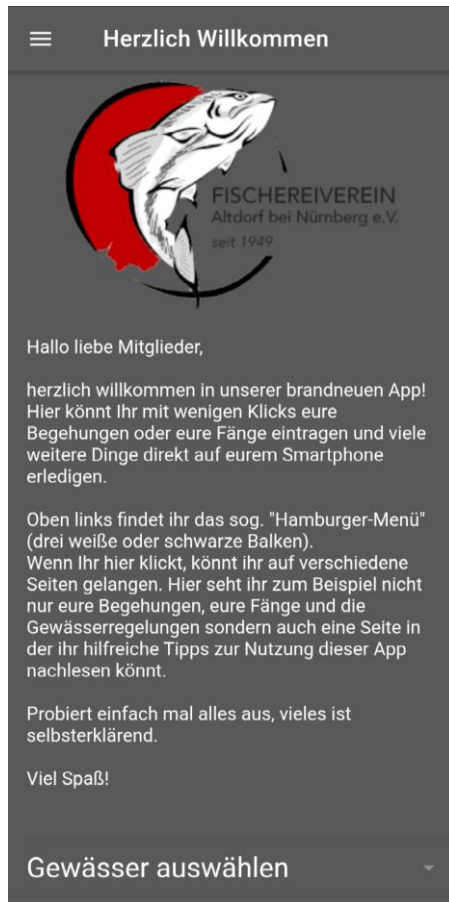 Herzlich Willkommen
FISCHEREIVEREIN
Altdorf bei Nürnberg e.V.
seit 1949
Hallo liebe Mitglieder,
herzlich willkommen in unserer brandneuen App!
Hier könnt Ihr mit wenigen Klicks eure
Begehungen oder eure Fänge eintragen und viele
weitere Dinge direkt auf eurem Smartphone
erledigen.
Oben links findet ihr das sog. "Hamburger-Menü"
(drei weiße oder schwarze Balken).
Wenn Ihr hier klickt, könnt ihr auf verschiedene
Seiten gelangen. Hier seht ihr zum Beispiel nicht
nur eure Begehungen, eure Fänge und die
Gewässerregelungen sondern auch eine Seite in
der ihr hilfreiche Tipps zur Nutzung dieser App
nachlesen könnt.
Probiert einfach mal alles aus, vieles ist
selbsterklärend.
Viel Spaß!
Gewässer auswählen